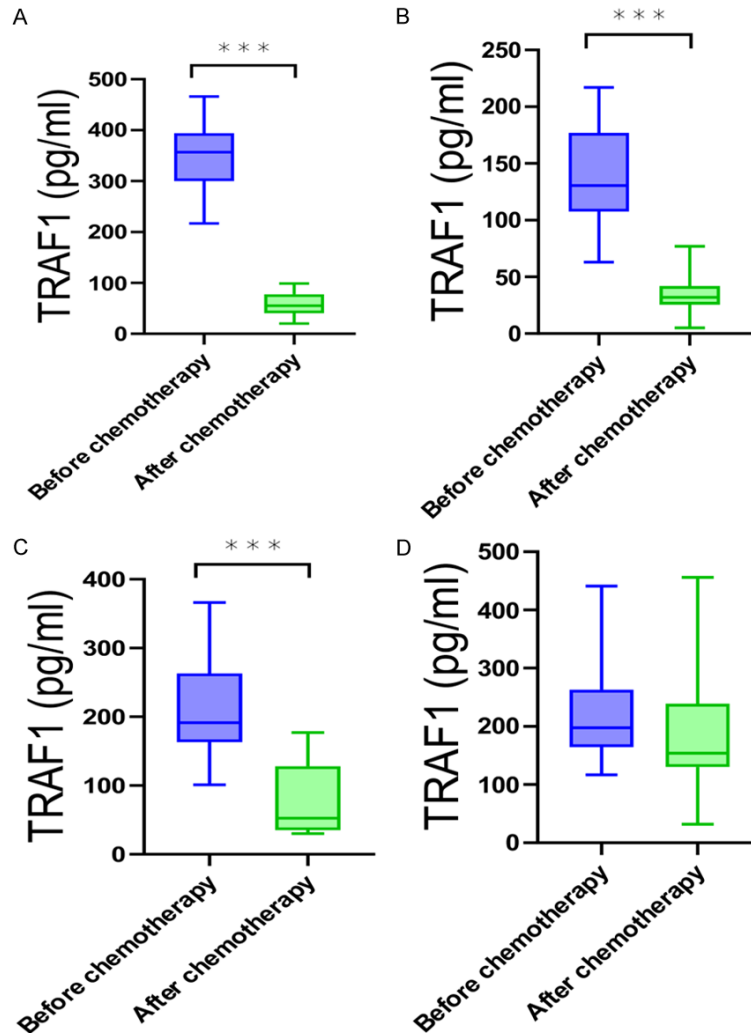 A
***
TRAF1 (pg/ml)
500
400
300
200
100
0
Before chemotherapy
After chemotherapy
B
***
TRAF1 (pg/ml)
250
200
150
100
50
0
Before chemotherapy
After chemotherapy
C
***
TRAF1 (pg/ml)
400
300
200
100
0
Before chemotherapy
After chemotherapy
D
TRAF1 (pg/ml)
500
400
300
200
100
0
Before chemotherapy
After chemotherapy